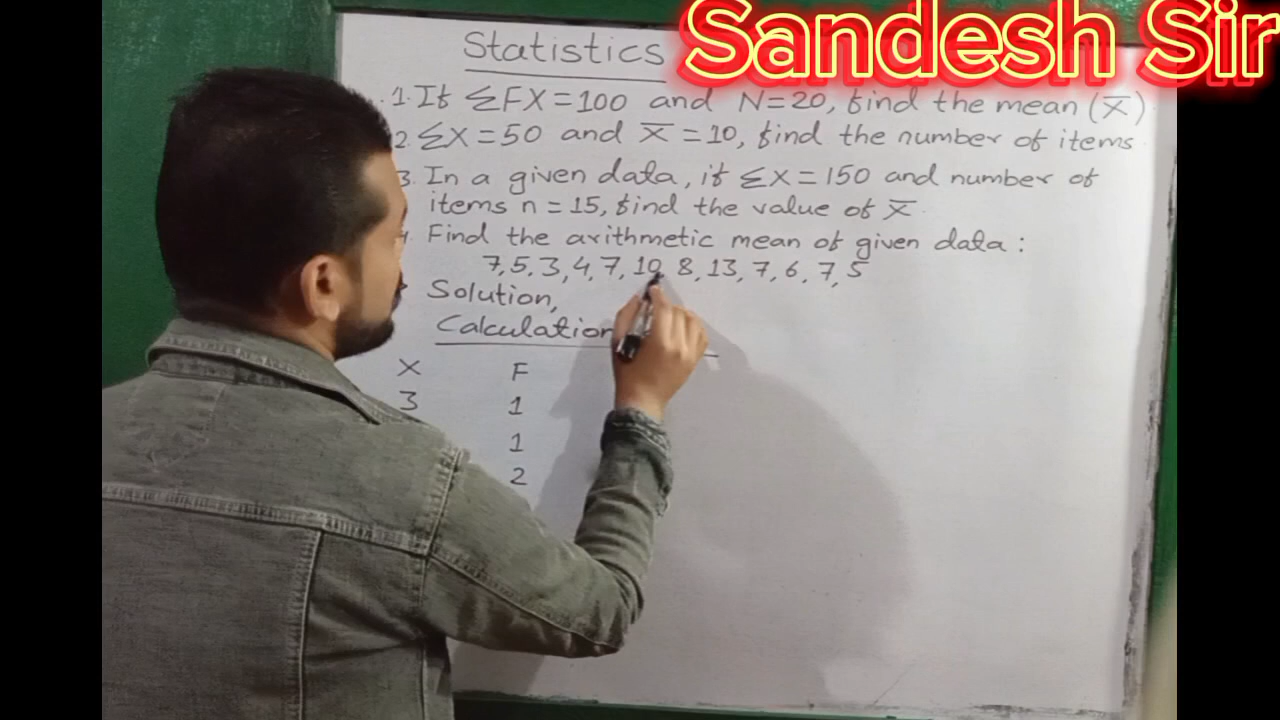 Sandesh Sir
Statistics
1. If ΣFX = 100 and N = 20, find the mean (X̅)
2. ΣX = 50 and X̅ = 10, find the number of items
3. In a given data, if ΣX = 150 and number of
items n = 15, find the value of X̅.
Find the arithmetic mean of given data :
7, 5, 3, 4, 7, 10, 8, 13, 7, 6, 7, 5
Solution,
Calculation
X F
3 1
1
2